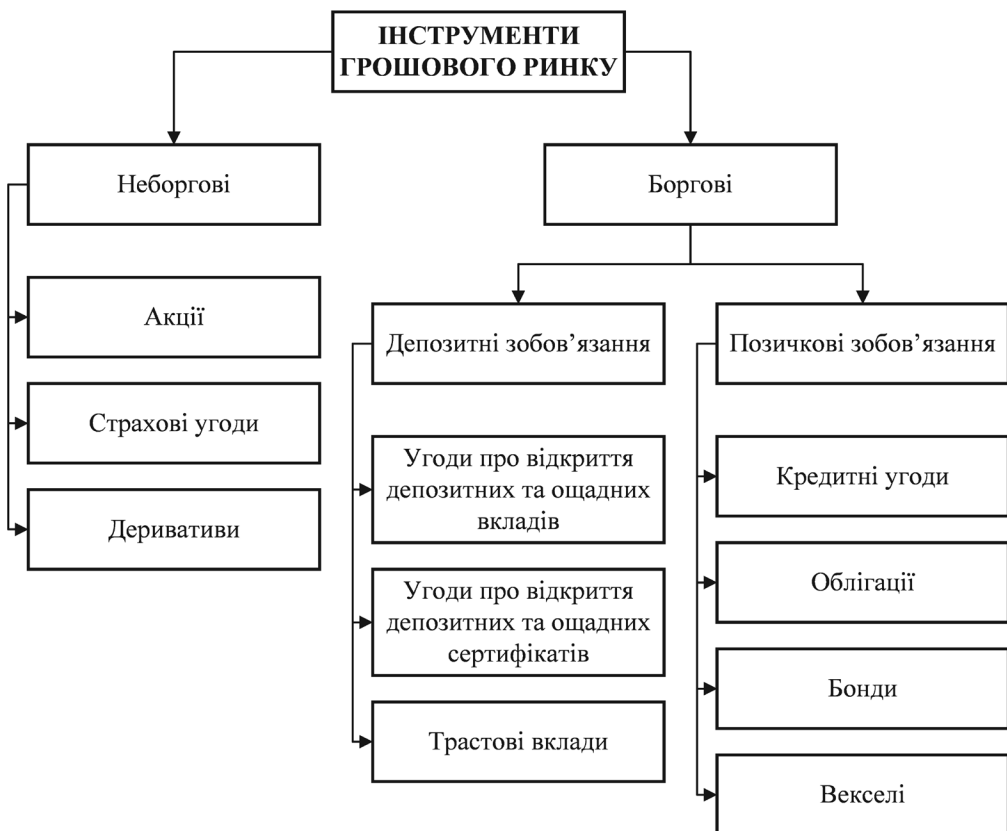 ІНСТРУМЕНТИ
ГРОШОВОГО РИНКУ
Неборгові
Боргові
Акції
Страхові угоди
Деривативи
Депозитні зобов’язання
Угоди про відкриття
депозитних та ощадних
вкладів
Угоди про відкриття
депозитних та ощадних
сертифікатів
Трастові вклади
Позичкові зобов’язання
Кредитні угоди
Облігації
Бонди
Векселі